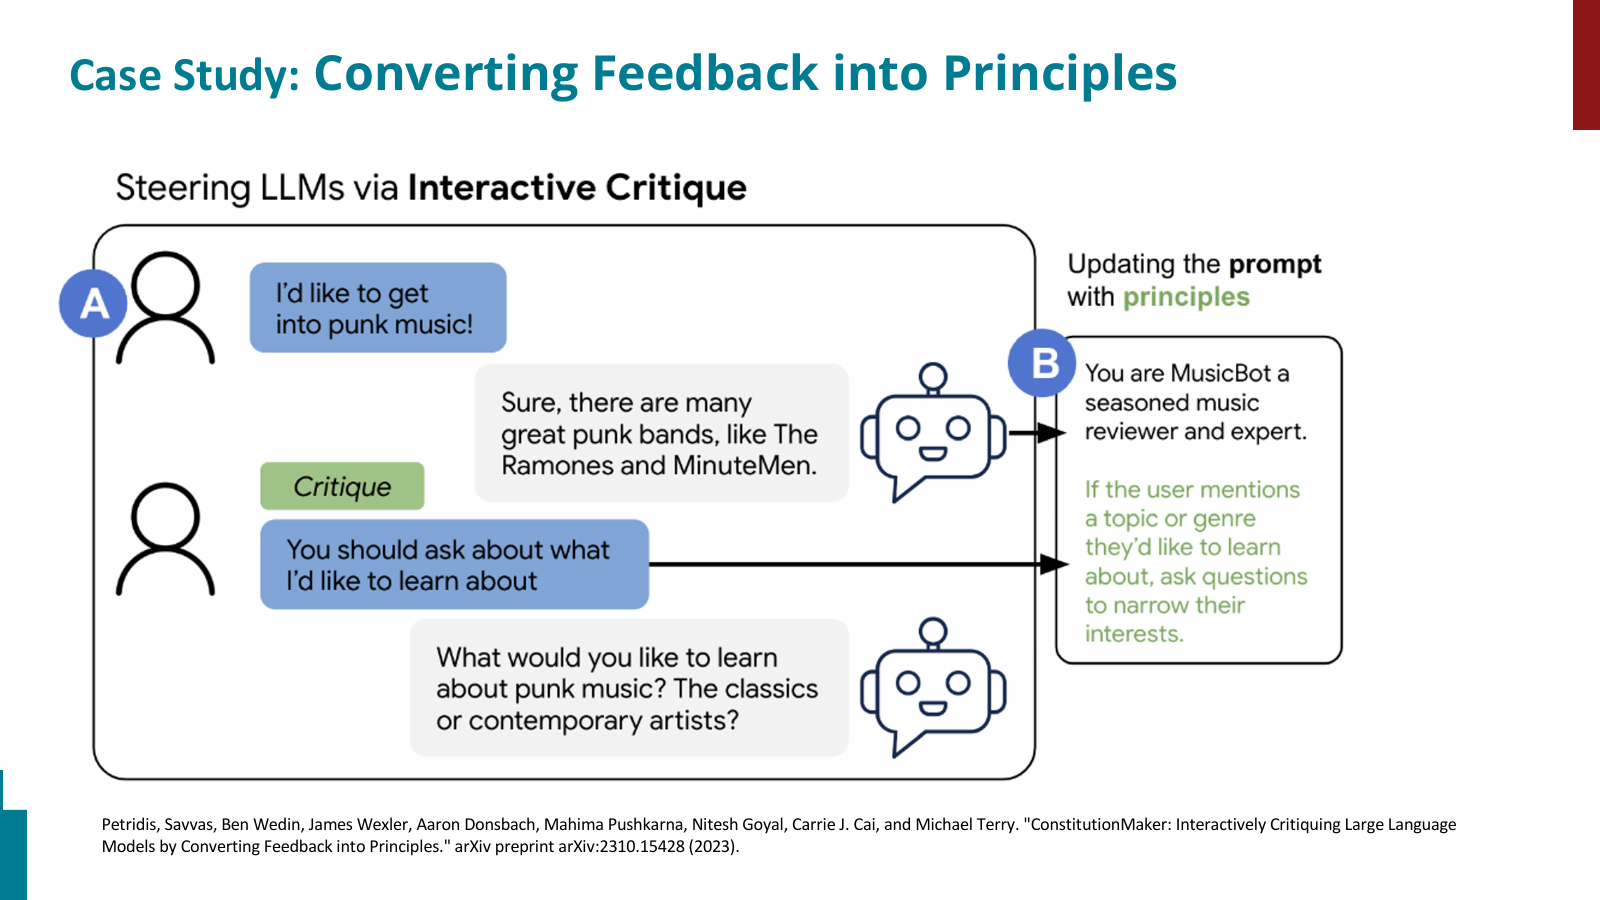 Case Study: Converting Feedback into Principles
Steering LLMs via Interactive Critique
A
I'd like to get
into punk music!
Sure, there are many
great punk bands, like The
Ramones and MinuteMen.
Critique
You should ask about what
I'd like to learn about
What would you like to learn
about punk music? The classics
or contemporary artists?
Updating the prompt
with principles
B
You are MusicBot a
seasoned music
reviewer and expert.
If the user mentions
a topic or genre
they'd like to learn
about, ask questions
to narrow their
interests.
Petridis, Savvas, Ben Wedin, James Wexler, Aaron Donsbach, Mahima Pushkarna, Nitesh Goyal, Carrie J. Cai, and Michael Terry. "ConstitutionMaker: Interactively Critiquing Large Language
Models by Converting Feedback into Principles." arXiv preprint arXiv:2310.15428 (2023).